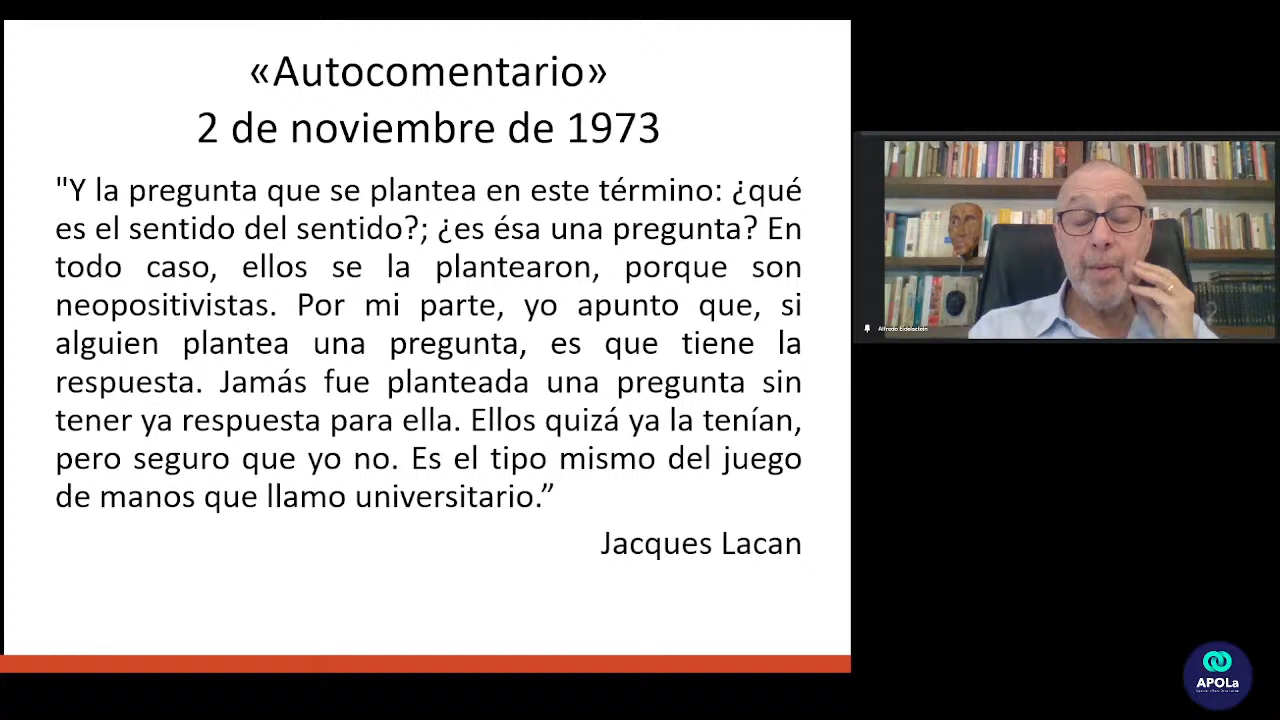 «Autocomentario»
2 de noviembre de 1973
"Y la pregunta que se plantea en este término: ¿qué
es el sentido del sentido?; ¿es ésa una pregunta? En
todo caso, ellos se la plantearon, porque son
neopositivistas. Por mi parte, yo apunto que, si
alguien plantea una pregunta, es que tiene la
respuesta. Jamás fue planteada una pregunta sin
tener ya respuesta para ella. Ellos quizá ya la tenían,
pero seguro que yo no. Es el tipo mismo del juego
de manos que llamo universitario.”
Jacques Lacan
Alfredo Eidelsztein
APOLa